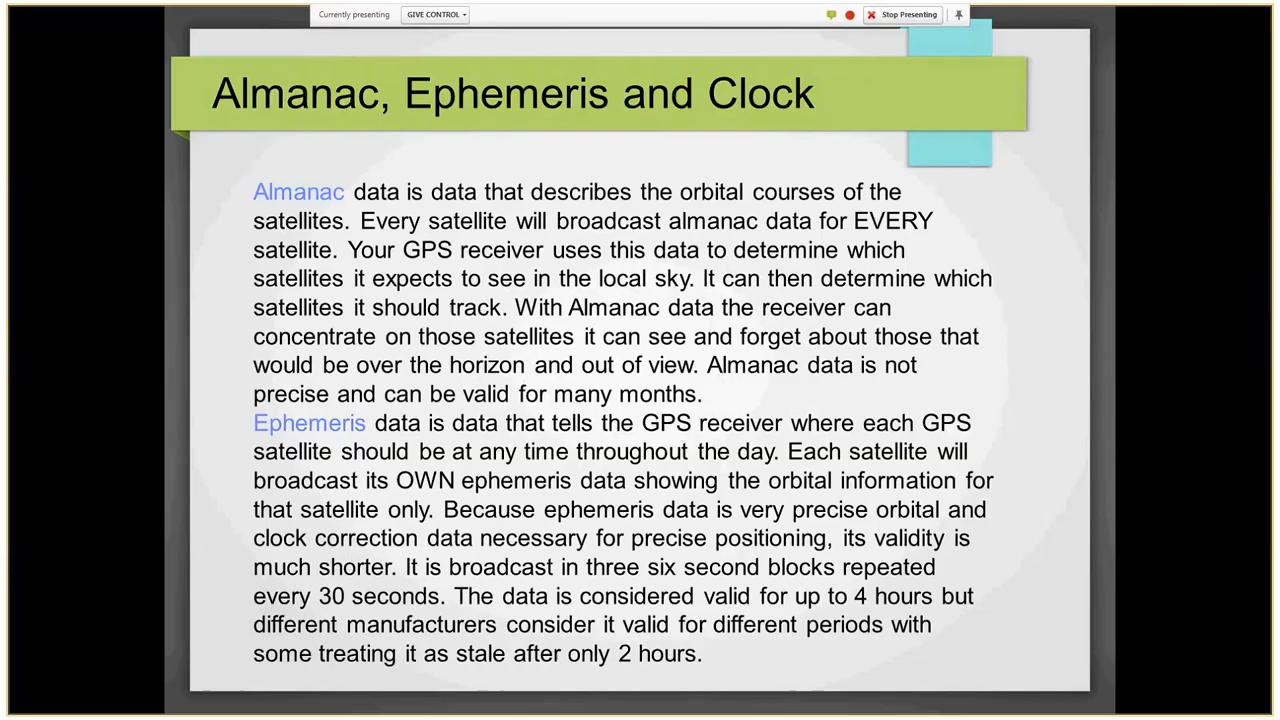 Currently presenting GIVE CONTROL Stop Presenting
Almanac, Ephemeris and Clock
Almanac data is data that describes the orbital courses of the
satellites. Every satellite will broadcast almanac data for EVERY
satellite. Your GPS receiver uses this data to determine which
satellites it expects to see in the local sky. It can then determine which
satellites it should track. With Almanac data the receiver can
concentrate on those satellites it can see and forget about those that
would be over the horizon and out of view. Almanac data is not
precise and can be valid for many months.
Ephemeris data is data that tells the GPS receiver where each GPS
satellite should be at any time throughout the day. Each satellite will
broadcast its OWN ephemeris data showing the orbital information for
that satellite only. Because ephemeris data is very precise orbital and
clock correction data necessary for precise positioning, its validity is
much shorter. It is broadcast in three six second blocks repeated
every 30 seconds. The data is considered valid for up to 4 hours but
different manufacturers consider it valid for different periods with
some treating it as stale after only 2 hours.